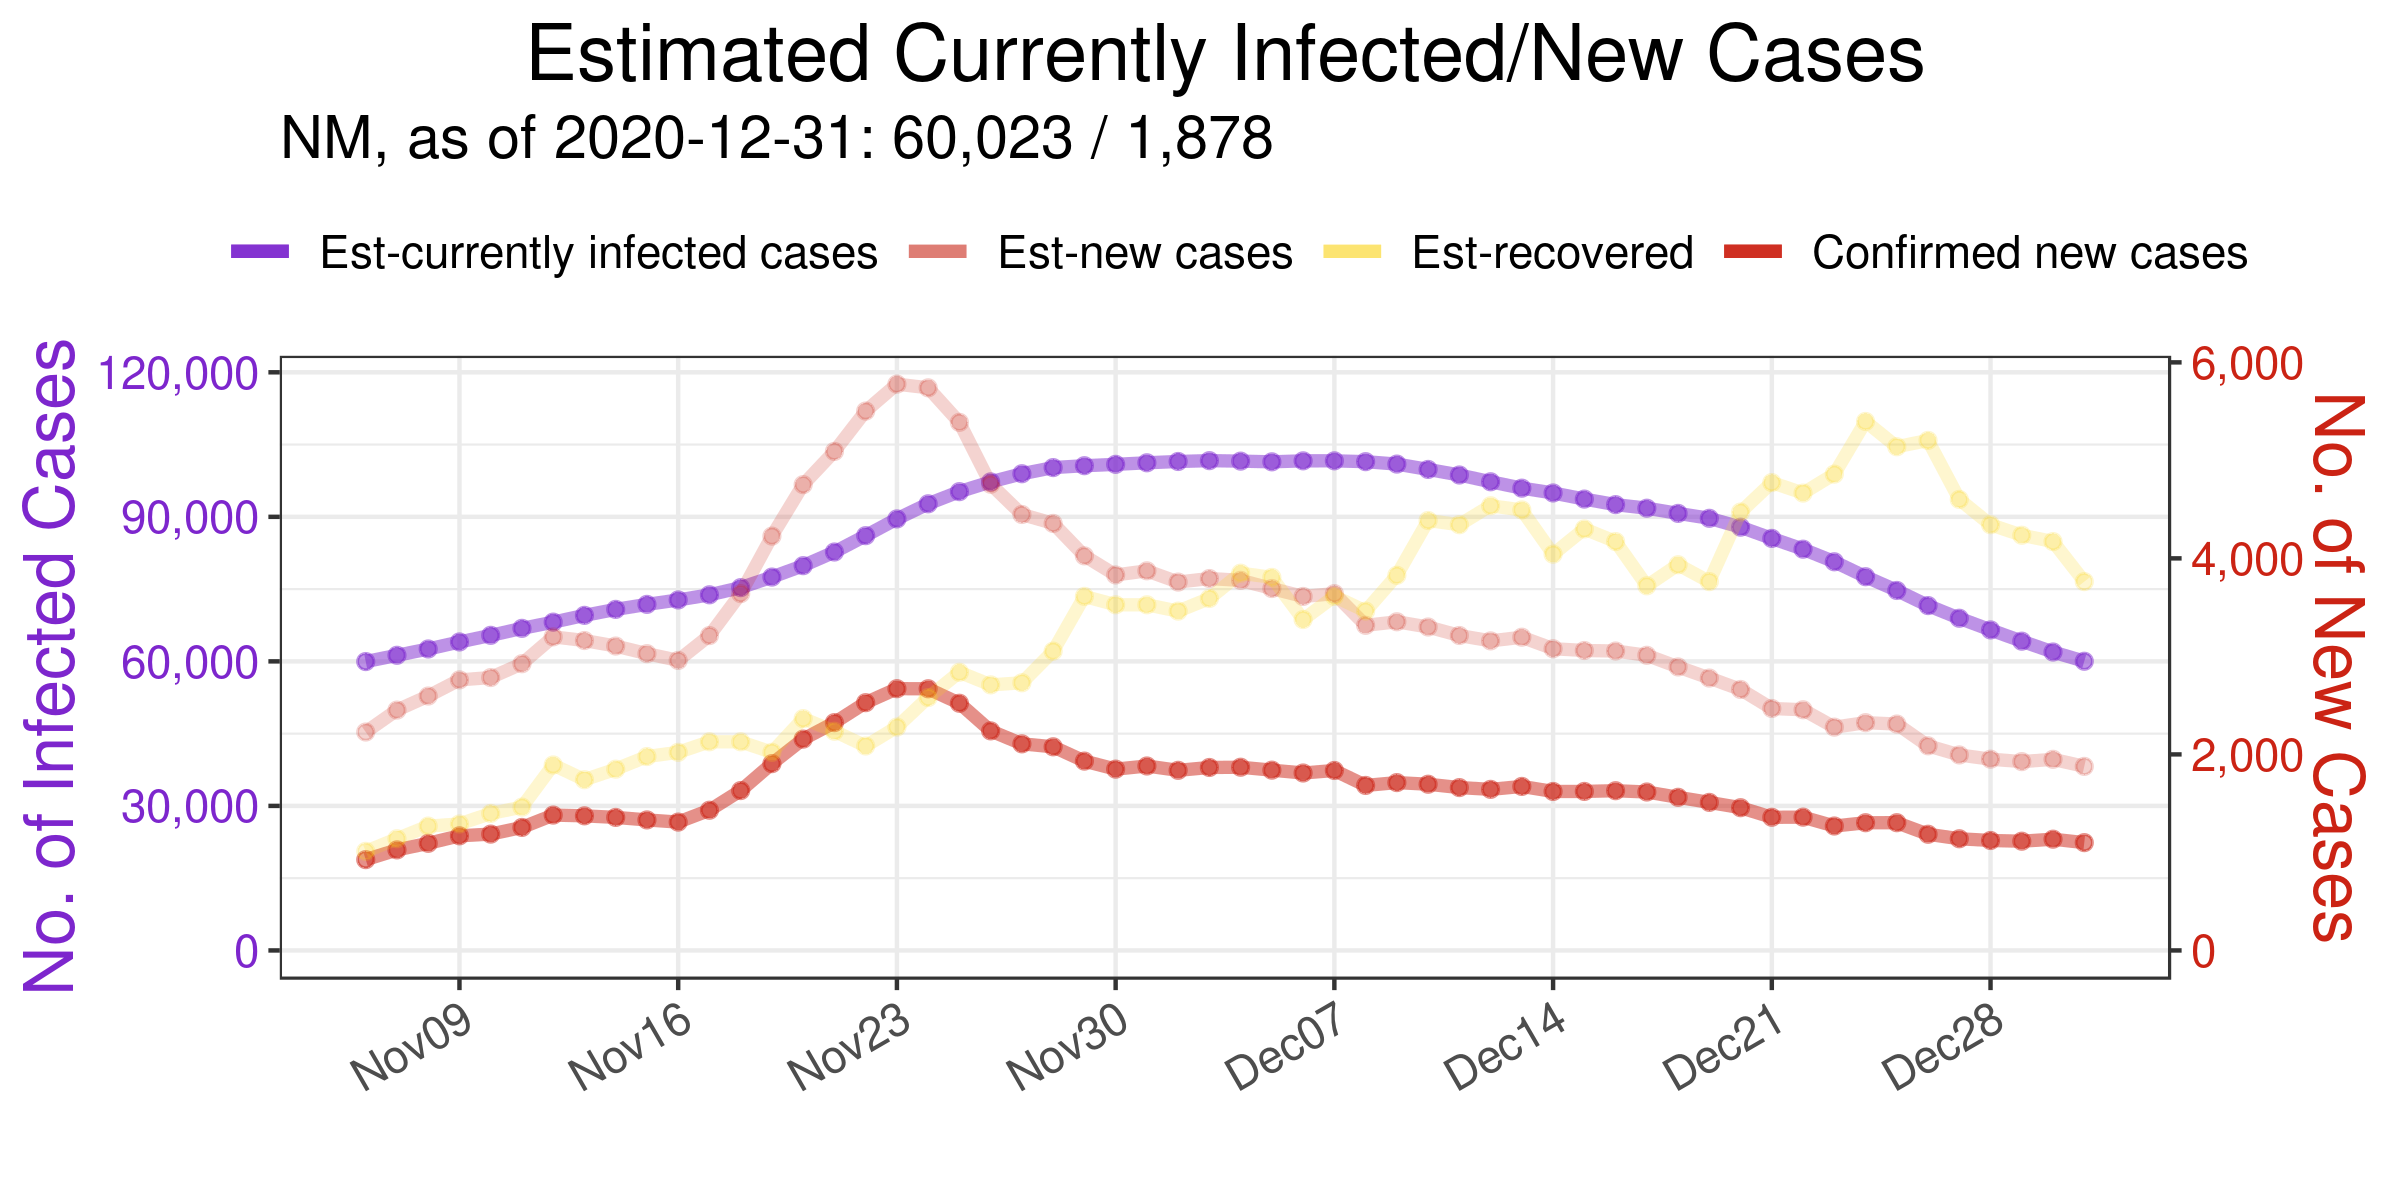 Estimated Currently Infected/New Cases
NM, as of 2020-12-31: 60,023 / 1,878
Est-currently infected cases Est-new cases Est-recovered Confirmed new cases
No. of Infected Cases
120,000
90,000
60,000
30,000
0
6,000
4,000
2,000
0
No. of New Cases
Nov09 Nov16 Nov23 Nov30 Dec07 Dec14 Dec21 Dec28